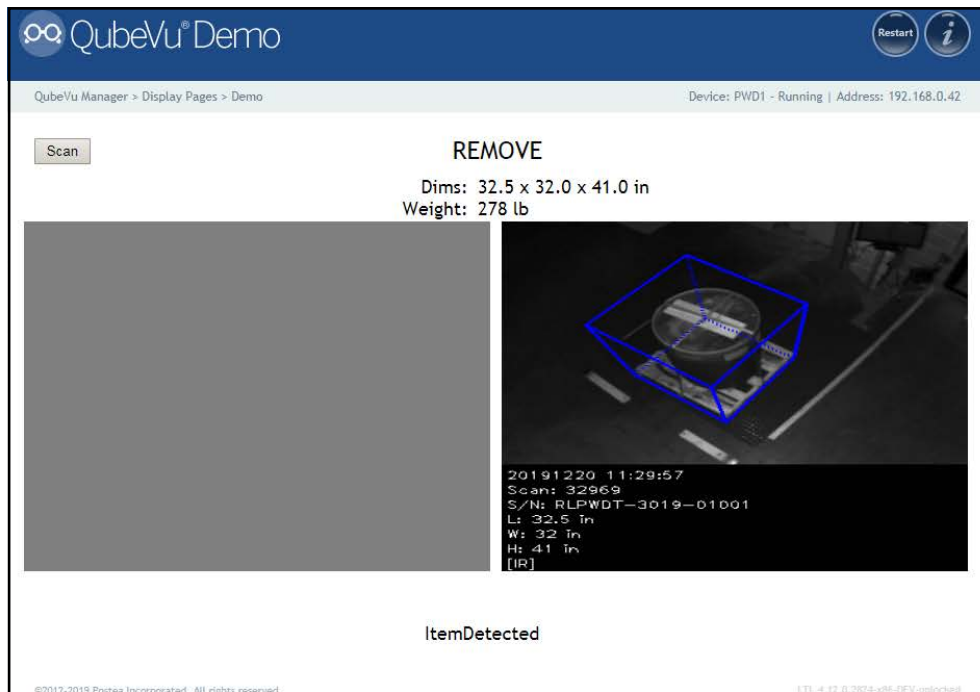 QubeVu® Demo
Restart
i
QubeVu Manager > Display Pages > Demo
Device: PWD1 - Running | Address: 192.168.0.42
Scan
REMOVE
Dims: 32.5 x 32.0 x 41.0 in
Weight: 278 lb
20191220 11:29:57
Scan: 32969
S/N: RLPWDT-3019-01001
L: 32.5 in
W: 32 in
H: 41 in
[IR]
ItemDetected
©2012-2019 Postea Incorporated. All rights reserved